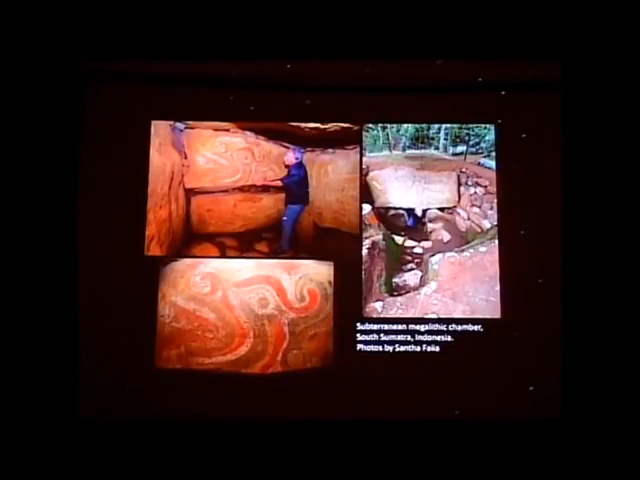 Subterranean megalithic chamber,
South Sumatra, Indonesia.
Photos by Santha Faiia